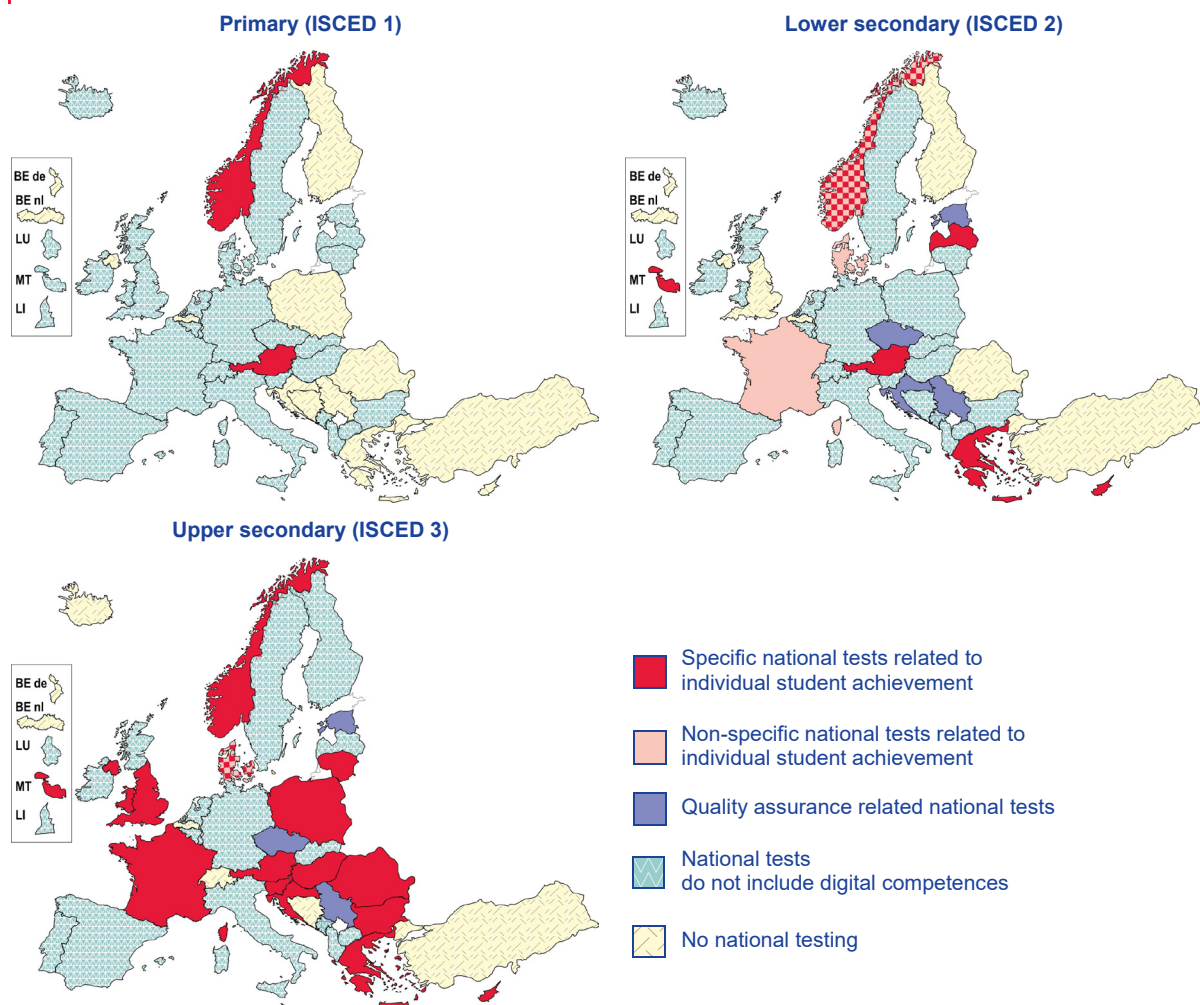 Primary (ISCED 1)
Lower secondary (ISCED 2)
BE de
BE nl
LU
MT
LI
BE de
BE nl
LU
MT
LI
Upper secondary (ISCED 3)
BE de
BE nl
LU
MT
LI
Specific national tests related to
individual student achievement
Non-specific national tests related to
individual student achievement
Quality assurance related national tests
National tests
do not include digital competences
No national testing